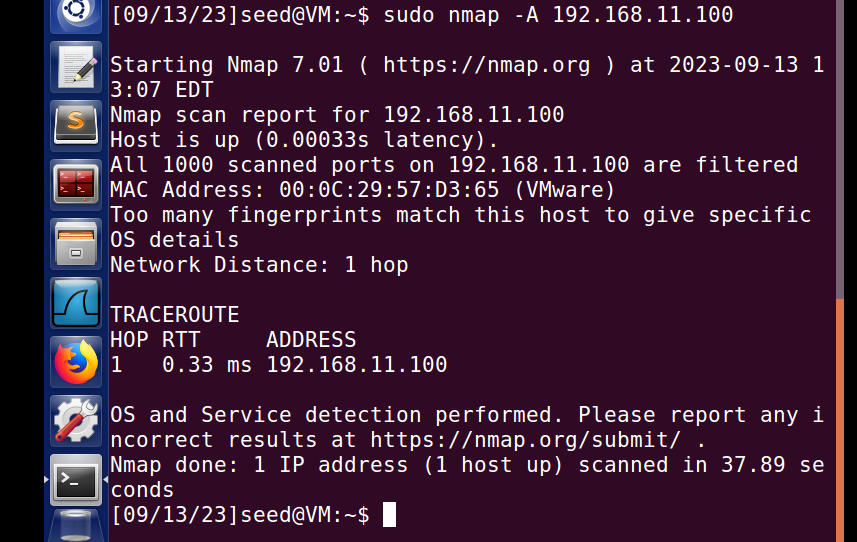 [09/13/23]seed@VM:~$ sudo nmap -A 192.168.11.100
Starting Nmap 7.01 ( https://nmap.org ) at 2023-09-13 1
3:07 EDT
Nmap scan report for 192.168.11.100
Host is up (0.00033s latency).
All 1000 scanned ports on 192.168.11.100 are filtered
MAC Address: 00:0C:29:57:D3:65 (VMware)
Too many fingerprints match this host to give specific
OS details
Network Distance: 1 hop
TRACEROUTE
HOP RTT     ADDRESS
1   0.33 ms 192.168.11.100
OS and Service detection performed. Please report any i
ncorrect results at https://nmap.org/submit/ .
Nmap done: 1 IP address (1 host up) scanned in 37.89 se
conds
[09/13/23]seed@VM:~$